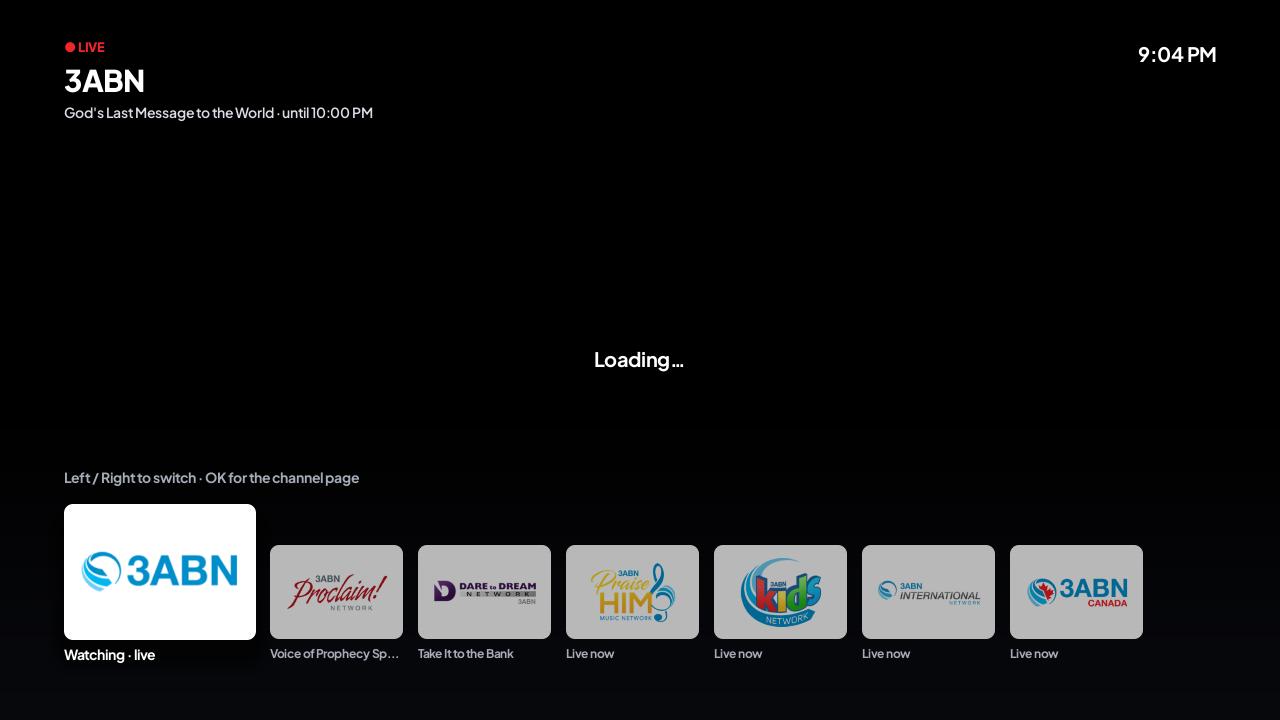 LIVE
3ABN
God's Last Message to the World · until 10:00 PM
9:04 PM
Loading...
Left / Right to switch · OK for the channel page
3ABN
Watching · live
3ABN
Proclaim!
NETWORK
Voice of Prophecy Sp...
DARE to DREAM
NETWORK
3ABN
Take It to the Bank
3ABN
Praise
HIM
MUSIC NETWORK
Live now
3ABN
kids
NETWORK
Live now
3ABN
INTERNATIONAL
NETWORK
Live now
3ABN
CANADA
Live now